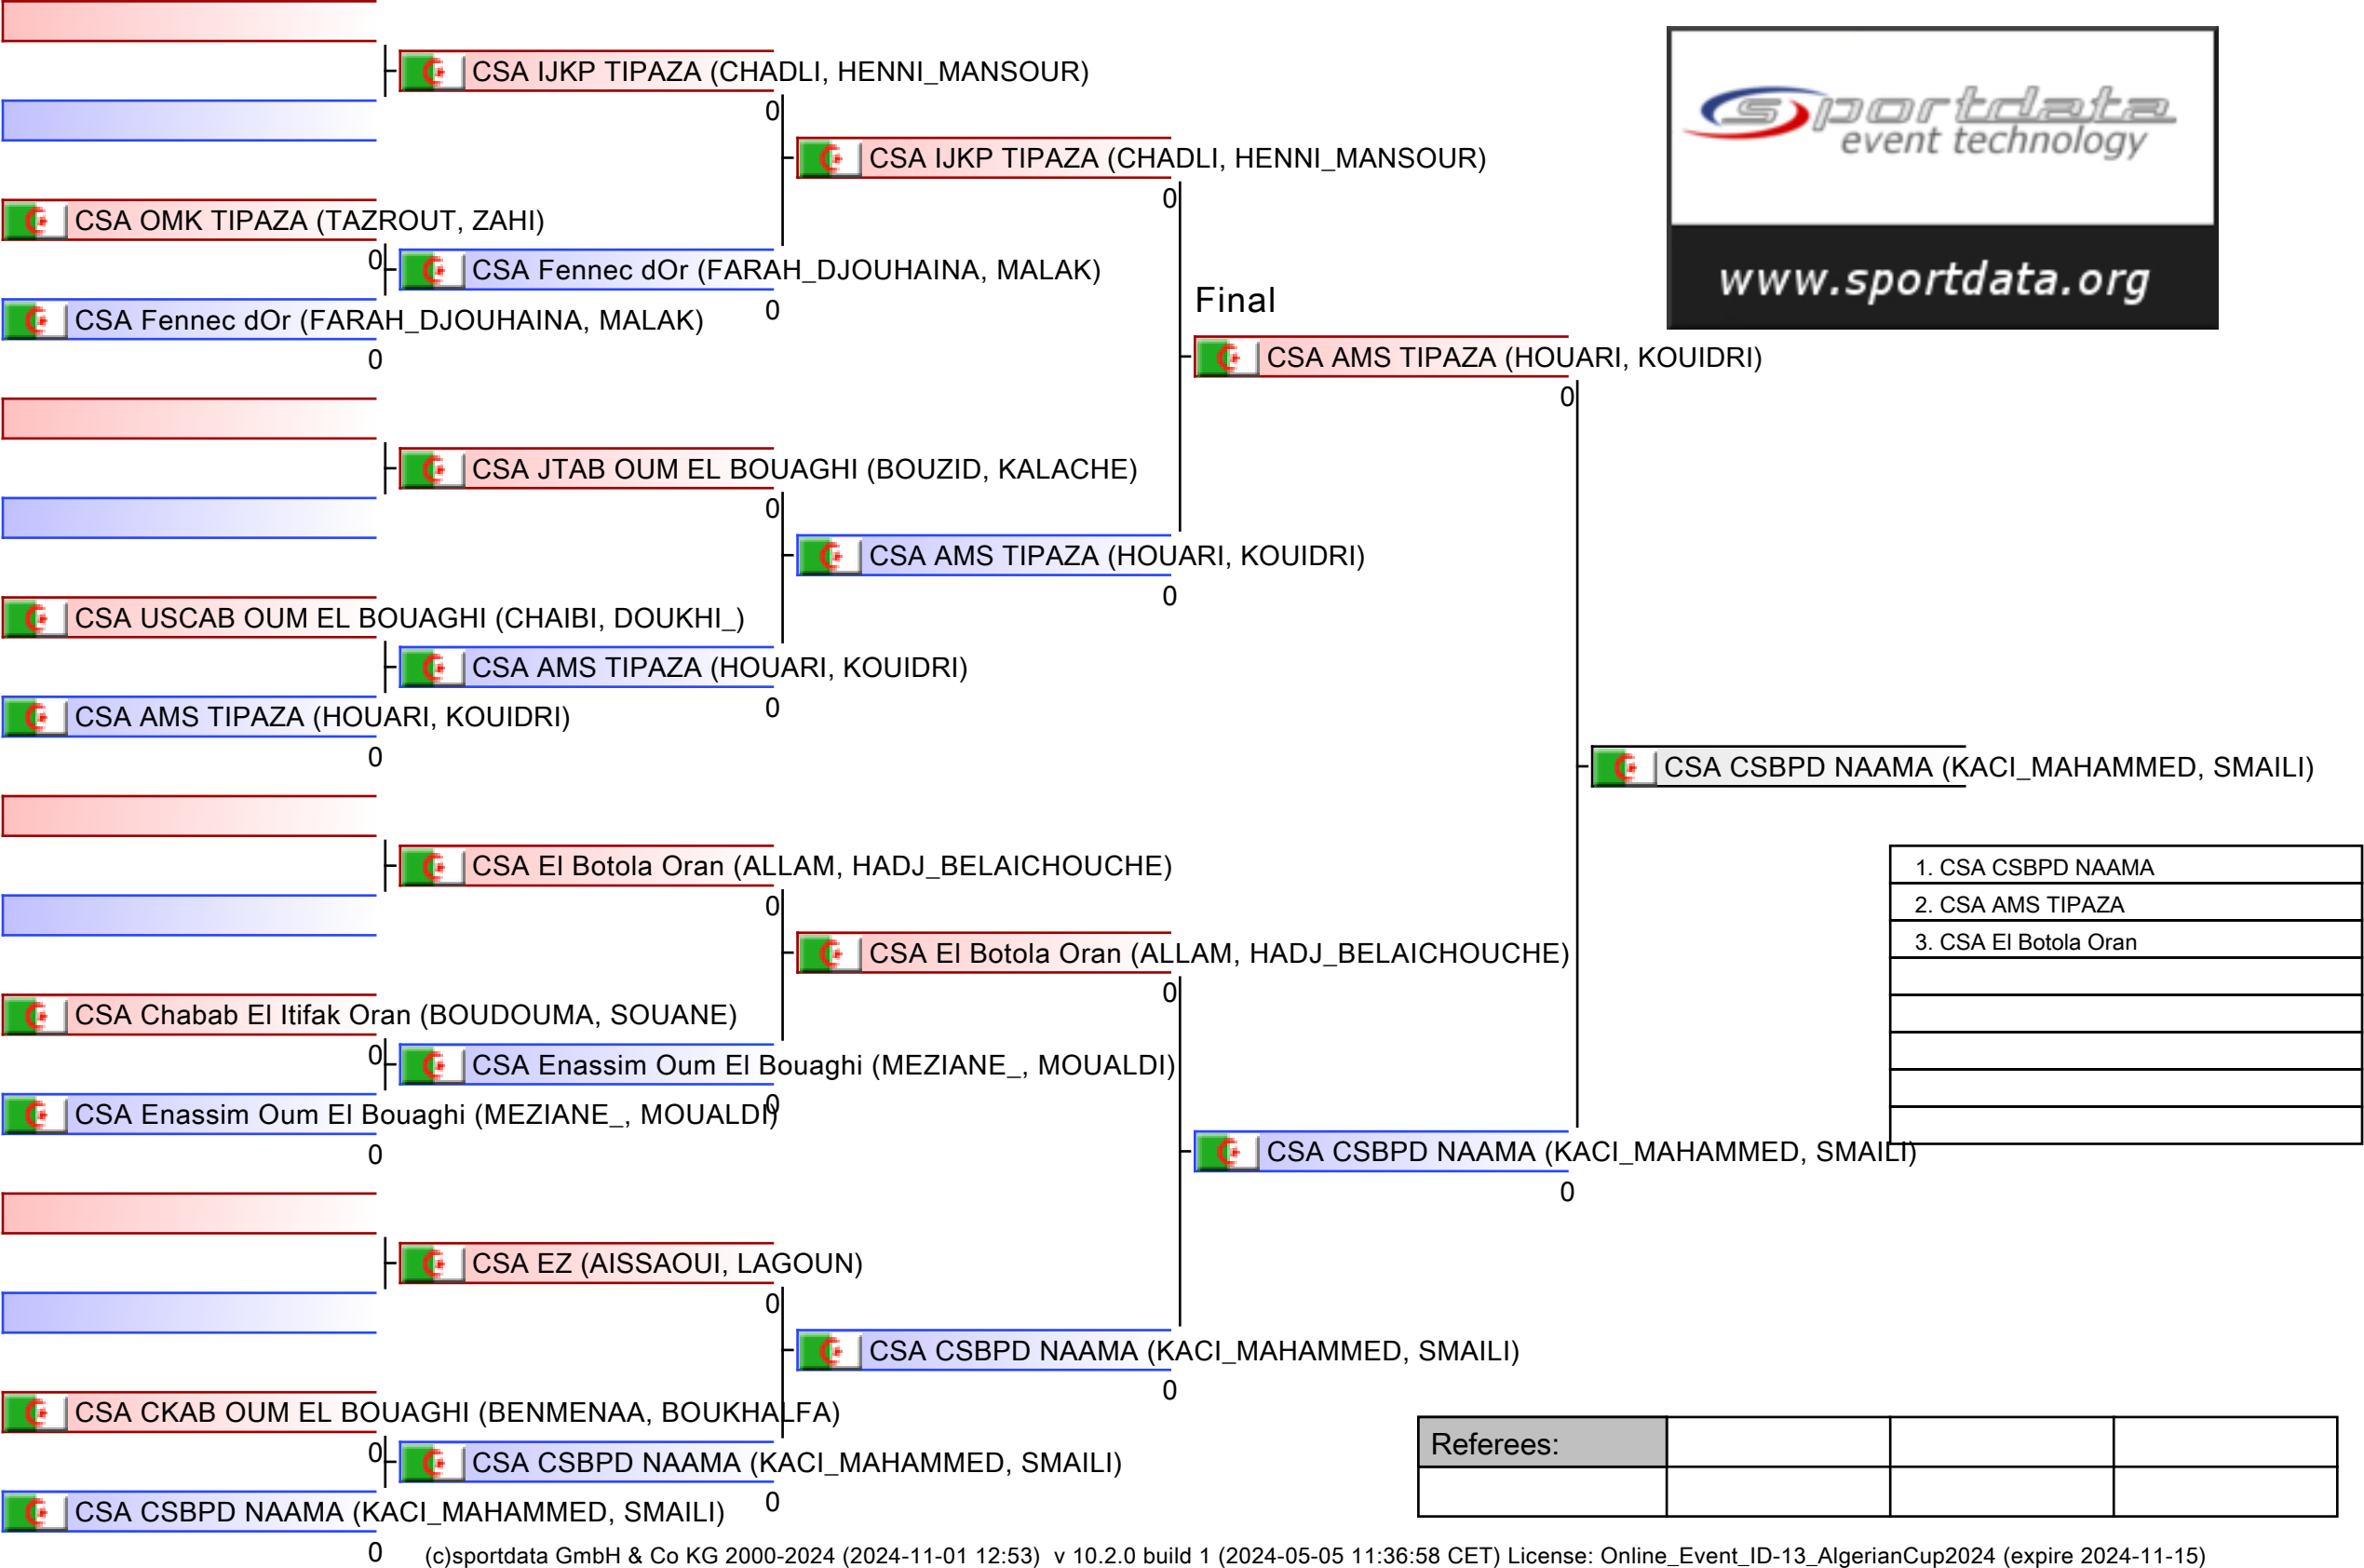 CSA IJKP TIPAZA (CHADLI, HENNI_MANSOUR)
0
sportdata
event technology
CSA IJKP TIPAZA (CHADLI, HENNI_MANSOUR)
0
CSA OMK TIPAZA (TAZROUT, ZAHI)
0
CSA Fennec dOr (FARAH_DJOUHAINA, MALAK)
0
www.sportdata.org
Final
CSA Fennec dOr (FARAH_DJOUHAINA, MALAK)
0
CSA AMS TIPAZA (HOUARI, KOUIDRI)
0
CSA JTAB OUM EL BOUAGHI (BOUZID, KALACHE)
0
CSA AMS TIPAZA (HOUARI, KOUIDRI)
0
CSA USCAB OUM EL BOUAGHI (CHAIBI, DOUKHI_)
CSA AMS TIPAZA (HOUARI, KOUIDRI)
0
CSA AMS TIPAZA (HOUARI, KOUIDRI)
0
CSA CSBPD NAAMA (KACI_MAHAMMED, SMAILI)
CSA El Botola Oran (ALLAM, HADJ_BELAICHOUCHE)
0
1. CSA CSBPD NAAMA
2. CSA AMS TIPAZA
3. CSA El Botola Oran
CSA El Botola Oran (ALLAM, HADJ_BELAICHOUCHE)
0
CSA Chabab El Itifak Oran (BOUDOUMA, SOUANE)
0
CSA Enassim Oum El Bouaghi (MEZIANE_, MOUALDI)
0
CSA Enassim Oum El Bouaghi (MEZIANE_, MOUALDI)
0
CSA CSBPD NAAMA (KACI_MAHAMMED, SMAILI)
0
CSA EZ (AISSAOUI, LAGOUN)
0
CSA CSBPD NAAMA (KACI_MAHAMMED, SMAILI)
0
CSA CKAB OUM EL BOUAGHI (BENMENAA, BOUKHALFA)
0
Referees:
CSA CSBPD NAAMA (KACI_MAHAMMED, SMAILI)
0
CSA CSBPD NAAMA (KACI_MAHAMMED, SMAILI)
0
(c)sportdata GmbH & Co KG 2000-2024 (2024-11-01 12:53) v 10.2.0 build 1 (2024-05-05 11:36:58 CET) License: Online_Event_ID-13_AlgerianCup2024 (expire 2024-11-15)